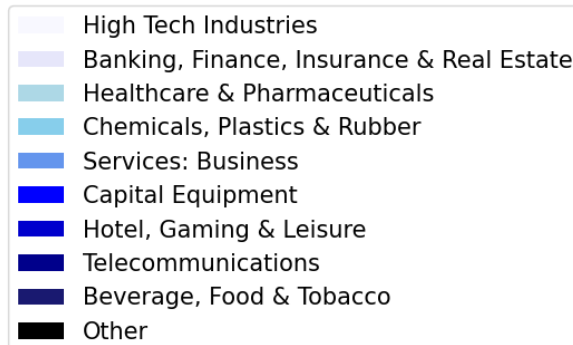 High Tech Industries
Banking, Finance, Insurance & Real Estate
Healthcare & Pharmaceuticals
Chemicals, Plastics & Rubber
Services: Business
Capital Equipment
Hotel, Gaming & Leisure
Telecommunications
Beverage, Food & Tobacco
Other